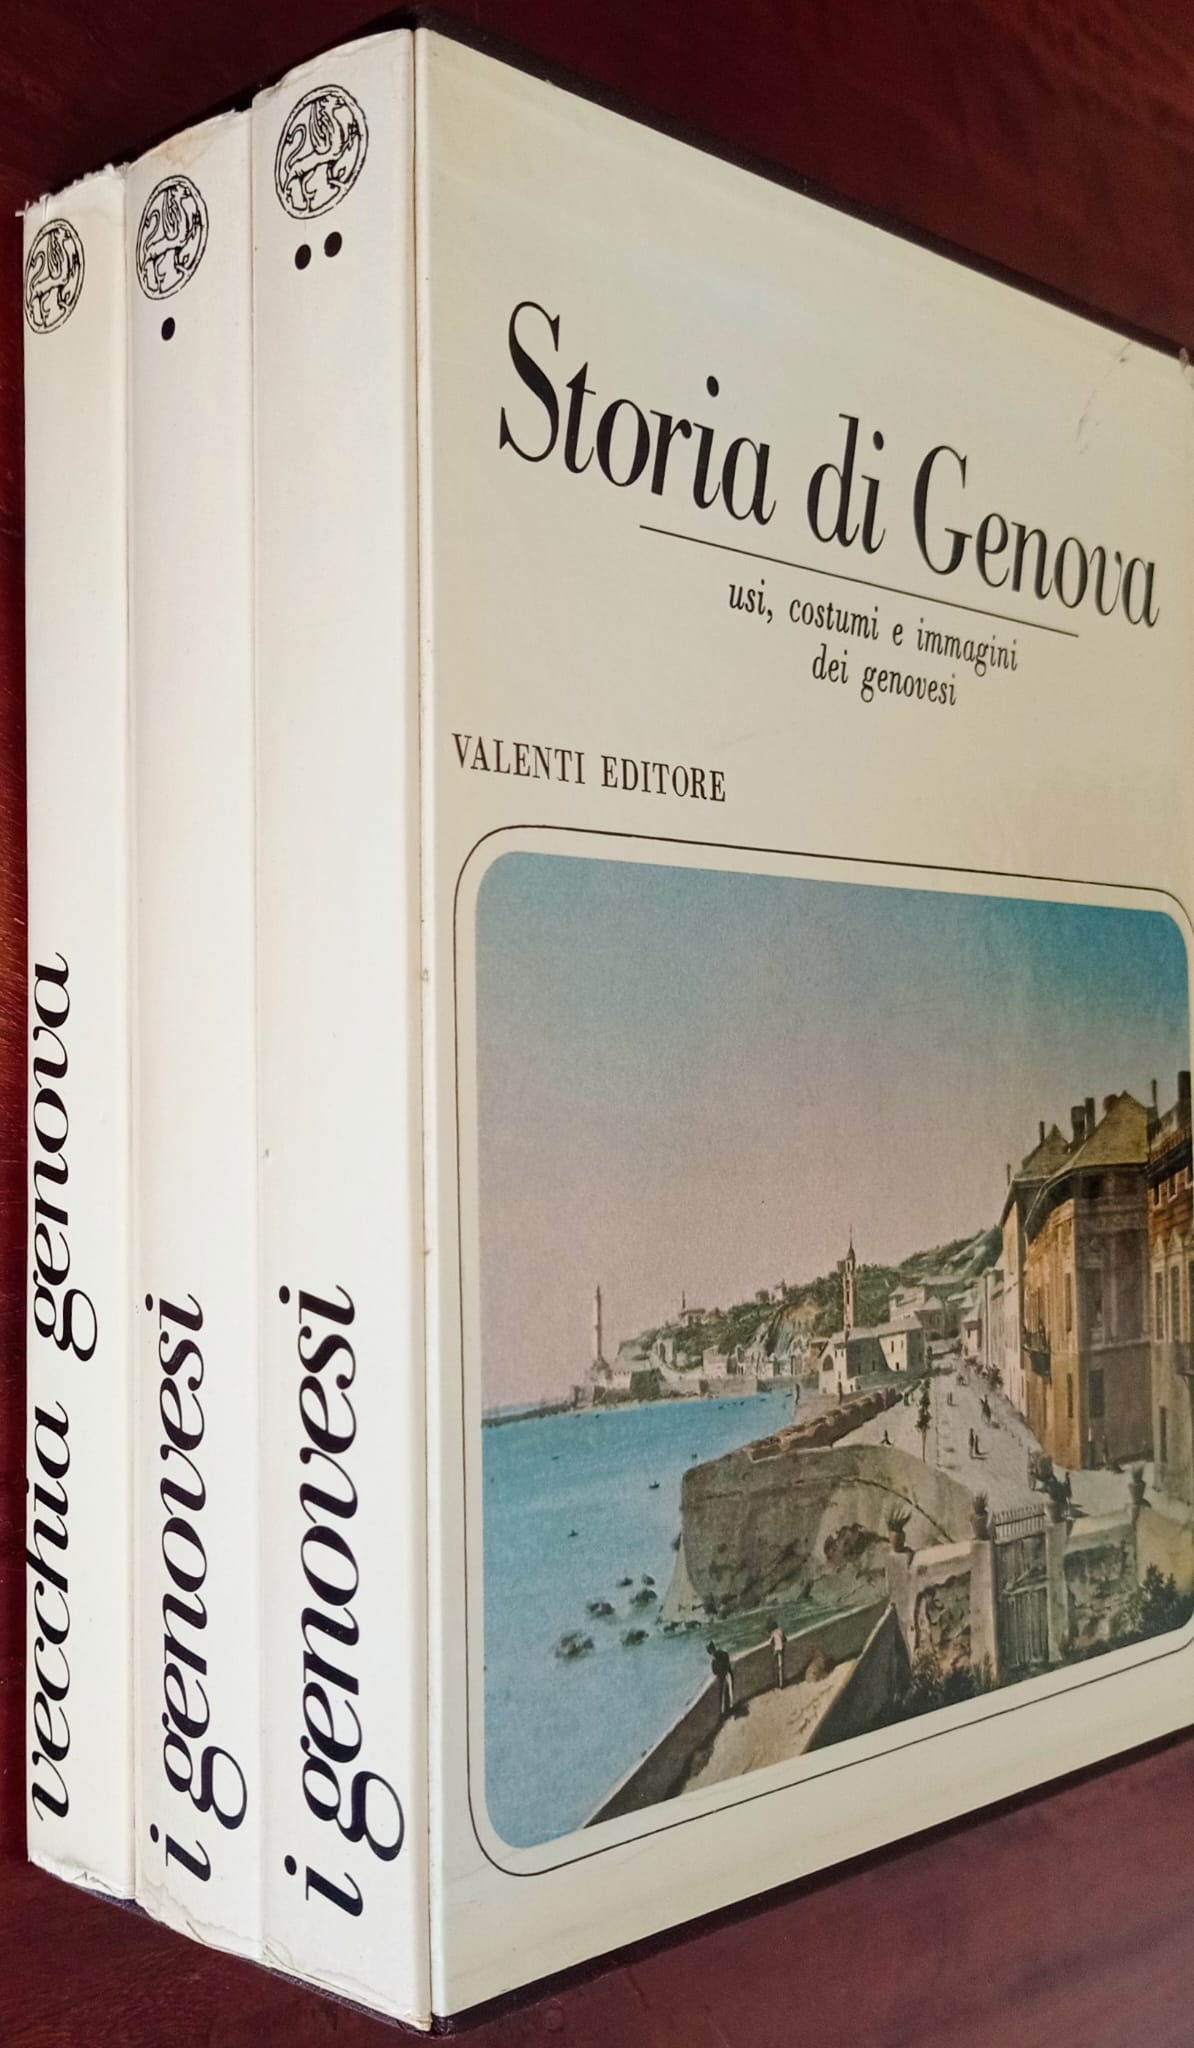 vecchia genova
i genovesi
i genovesi
Storia di Genova
usi, costumi e immagini
dei genovesi
VALENTI EDITORE